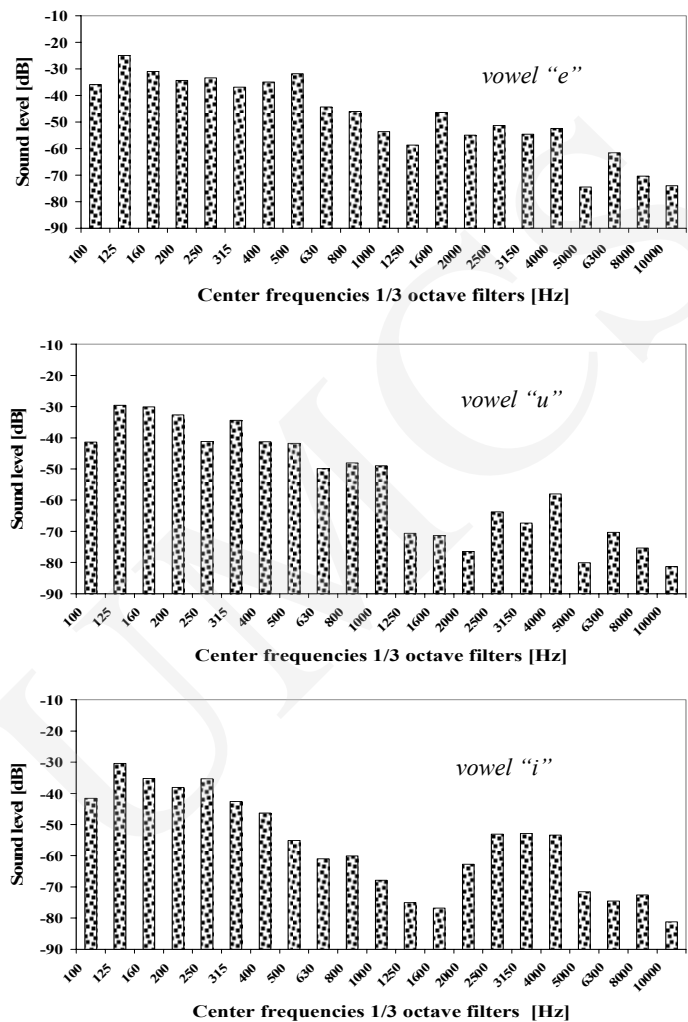 -10
-20
-30
-40
-50
-60
-70
-80
-90
Sound level [dB]
vowel “e”
100 125 160 200 250 315 400 500 630 800 1000 1250 1600 2000 2500 3150 4000 5000 6300 8000 10000
Center frequencies 1/3 octave filters [Hz]
-10
-20
-30
-40
-50
-60
-70
-80
-90
Sound level [dB]
vowel “u”
100 125 160 200 250 315 400 500 630 800 1000 1250 1600 2000 2500 3150 4000 5000 6300 8000 10000
Center frequencies 1/3 octave filters [Hz]
-10
-20
-30
-40
-50
-60
-70
-80
-90
Sound level [dB]
vowel “i”
100 125 160 200 250 315 400 500 630 800 1000 1250 1600 2000 2500 3150 4000 5000 6300 8000 10000
Center frequencies 1/3 octave filters [Hz]
UMCS